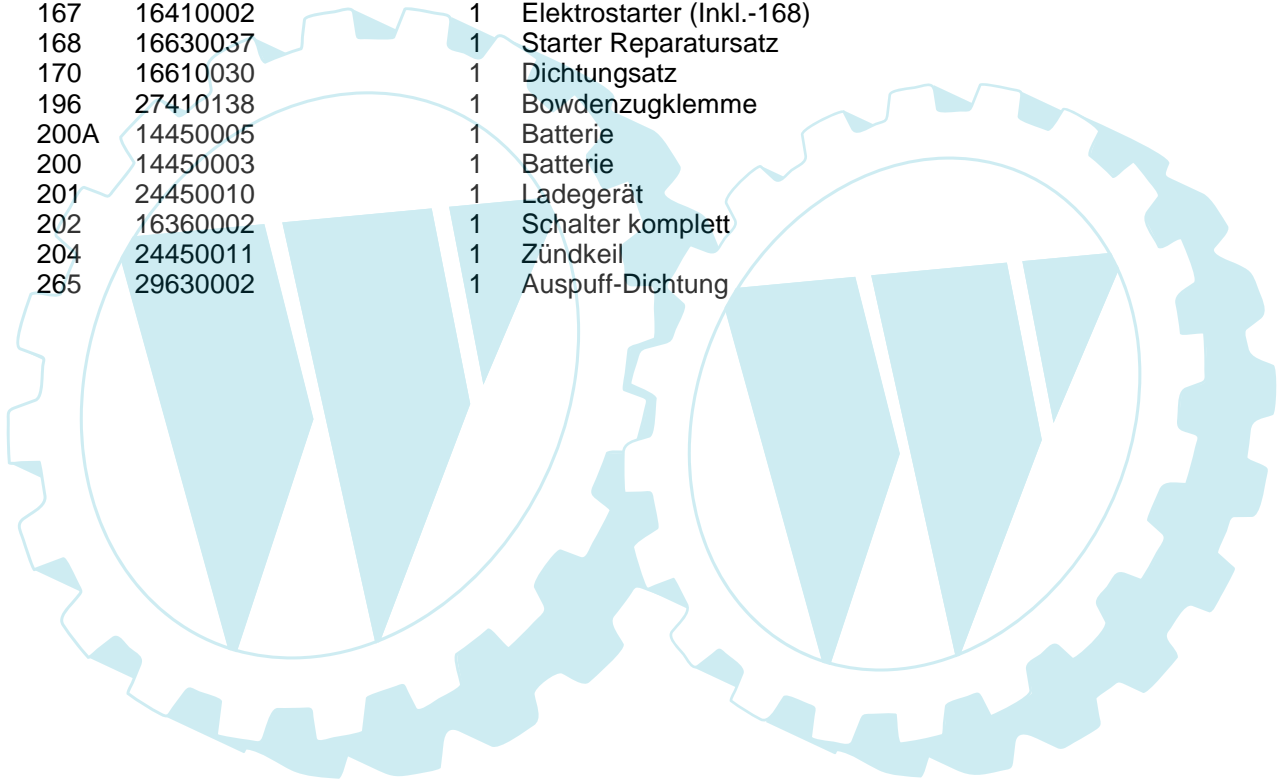 167 16410002 1 Elektrostarter (Inkl.-168)
168 16630037 1 Starter Reparatursatz
170 16610030 1 Dichtungsatz
196 27410138 1 Bowdenzugklemme
200A 14450005 1 Batterie
200 14450003 1 Batterie
201 24450010 1 Ladegerät
202 16360002 1 Schalter komplett
204 24450011 1 Zündkeil
265 29630002 1 Auspuff-Dichtung